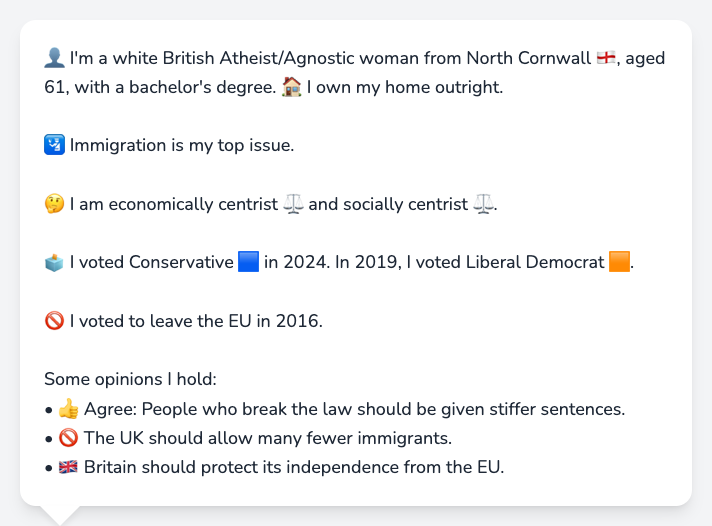 👤 I'm a white British Atheist/Agnostic woman from North Cornwall 🏴󠁧󠁢󠁥󠁮󠁧󠁿, aged
61, with a bachelor's degree. 🏠 I own my home outright.
🛂 Immigration is my top issue.
🤔 I am economically centrist ⚖️ and socially centrist ⚖️.
🗳️ I voted Conservative 🟦 in 2024. In 2019, I voted Liberal Democrat 🟧.
🚫 I voted to leave the EU in 2016.
Some opinions I hold:
• 👍 Agree: People who break the law should be given stiffer sentences.
• 🚫 The UK should allow many fewer immigrants.
• 🇬🇧 Britain should protect its independence from the EU.